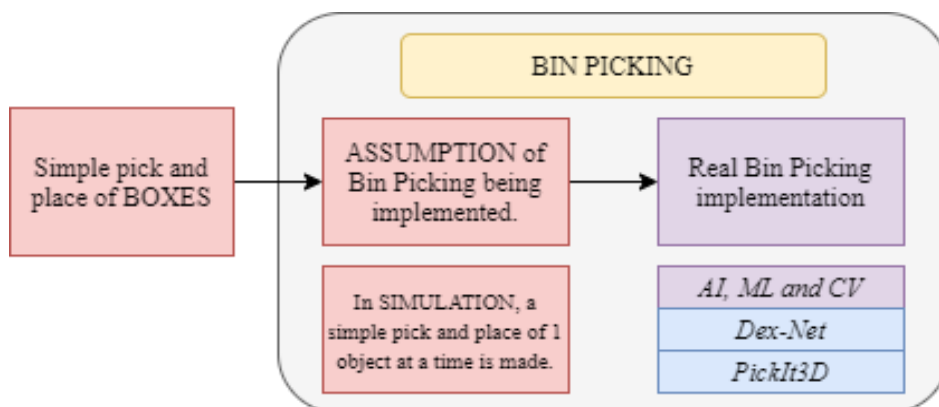 BIN PICKING
Simple pick and
place of BOXES
ASSUMPTION of
Bin Picking being
implemented.
Real Bin Picking
implementation
In SIMULATION, a
simple pick and place of 1
object at a time is made.
AI, ML and CV
Dex-Net
PickIt3D